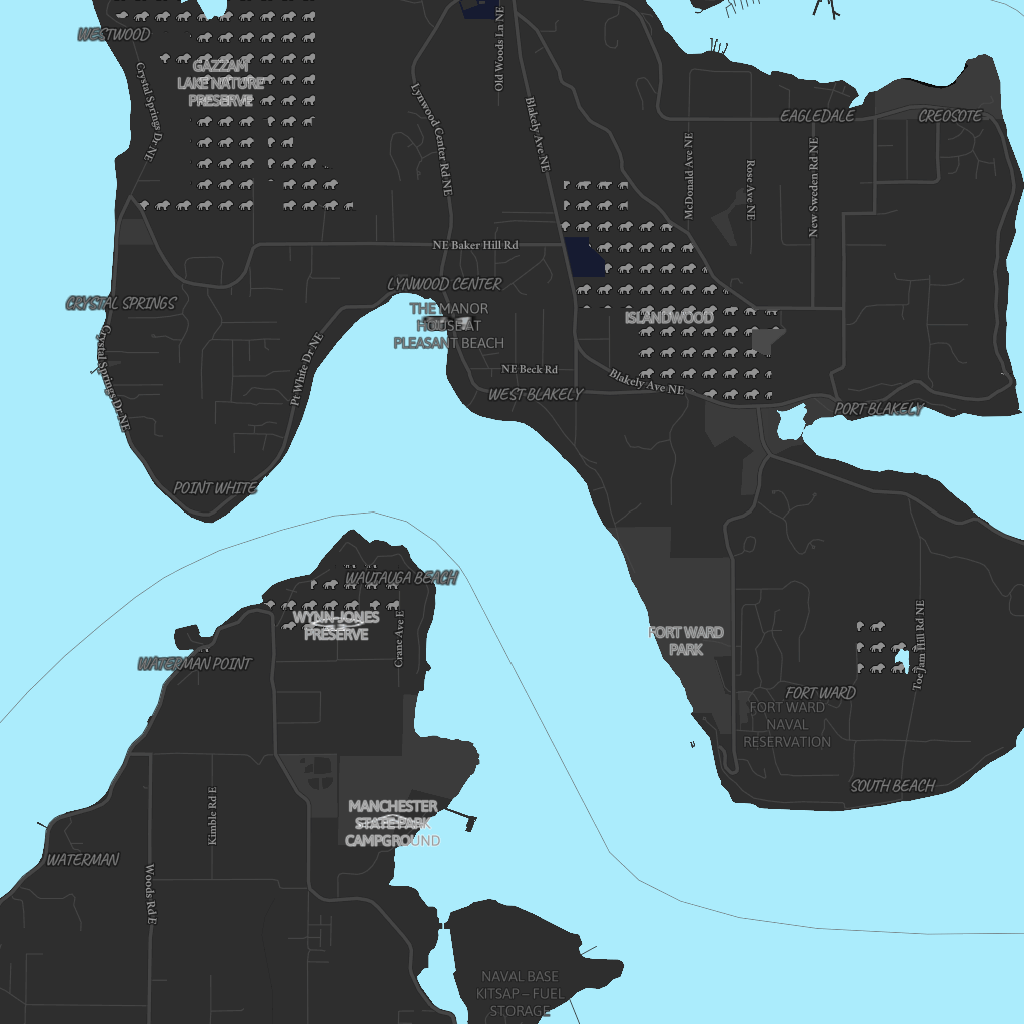 WESTWOOD
GAZZAM
LAKE NATURE
PRESERVE
Crystal Springs Dr NE
Old Woods Ln NE
Lynwood Center Rd NE
Blakely Ave NE
EAGLEDALE
CREOSOTE
McDonald Ave NE
Rose Ave NE
New Sweden Rd NE
NE Baker Hill Rd
LYNWOOD CENTER
CRYSTAL SPRINGS
THE MANOR
HOUSE AT
PLEASANT BEACH
ISLANDWOOD
Crystal Springs Dr NE
Pt White Dr NE
NE Beck Rd
Blakely Ave NE
WEST BLAKELY
PORT BLAKELY
POINT WHITE
WAUTAUGA BEACH
WYNN-JONES
PRESERVE
Crane Ave E
FORT WARD
PARK
Toe Jam Hill Rd NE
WATERMAN POINT
FORT WARD
FORT WARD
NAVAL
RESERVATION
SOUTH BEACH
Kimble Rd E
MANCHESTER
STATE PARK
CAMPGROUND
WATERMAN
Woods Rd E
NAVAL BASE
KITSAP – FUEL
STORAGE